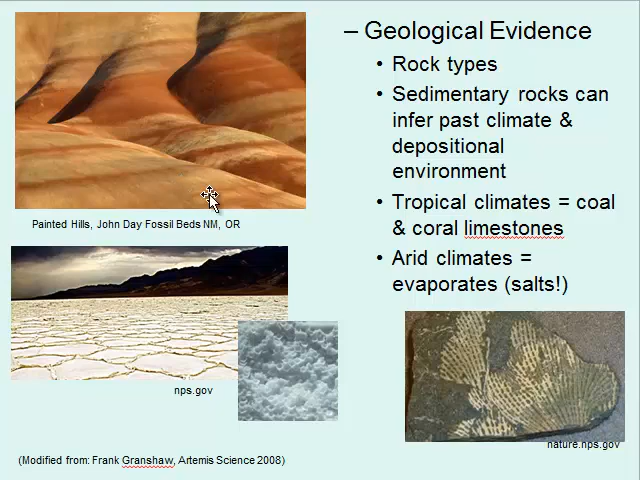 – Geological Evidence
• Rock types
• Sedimentary rocks can
infer past climate &
depositional
environment
• Tropical climates = coal
& coral limestones
• Arid climates =
evaporates (salts!)
Painted Hills, John Day Fossil Beds NM, OR
nps.gov
nature.nps.gov
(Modified from: Frank Granshaw, Artemis Science 2008)